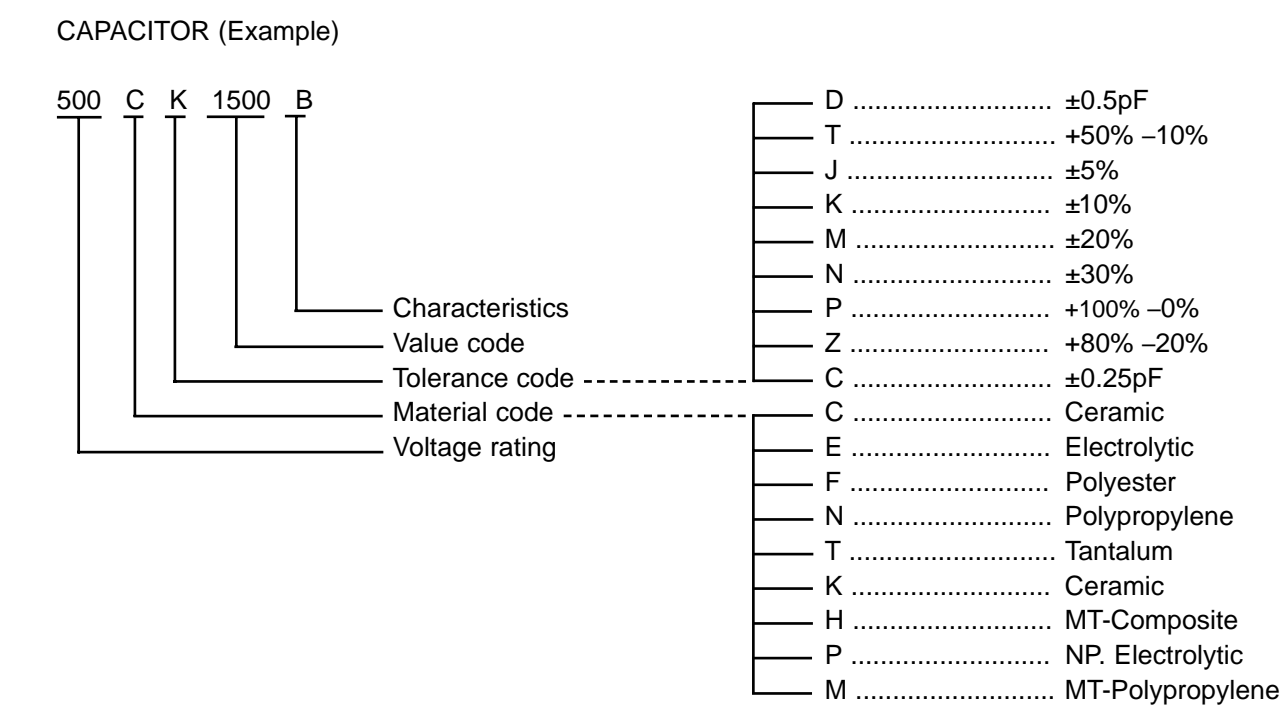 CAPACITOR (Example)
500 C K 1500 B
D ........................... ±0.5pF
T ............................ +50% –10%
J ............................ ±5%
K ........................... ±10%
M ........................... ±20%
N ........................... ±30%
Characteristics P ........................... +100% –0%
Value code Z ........................... +80% –20%
Tolerance code C ........................... ±0.25pF
Material code C ........................... Ceramic
Voltage rating E ........................... Electrolytic
F ........................... Polyester
N ........................... Polypropylene
T ............................ Tantalum
K ........................... Ceramic
H ........................... MT-Composite
P ........................... NP. Electrolytic
M ........................... MT-Polypropylene